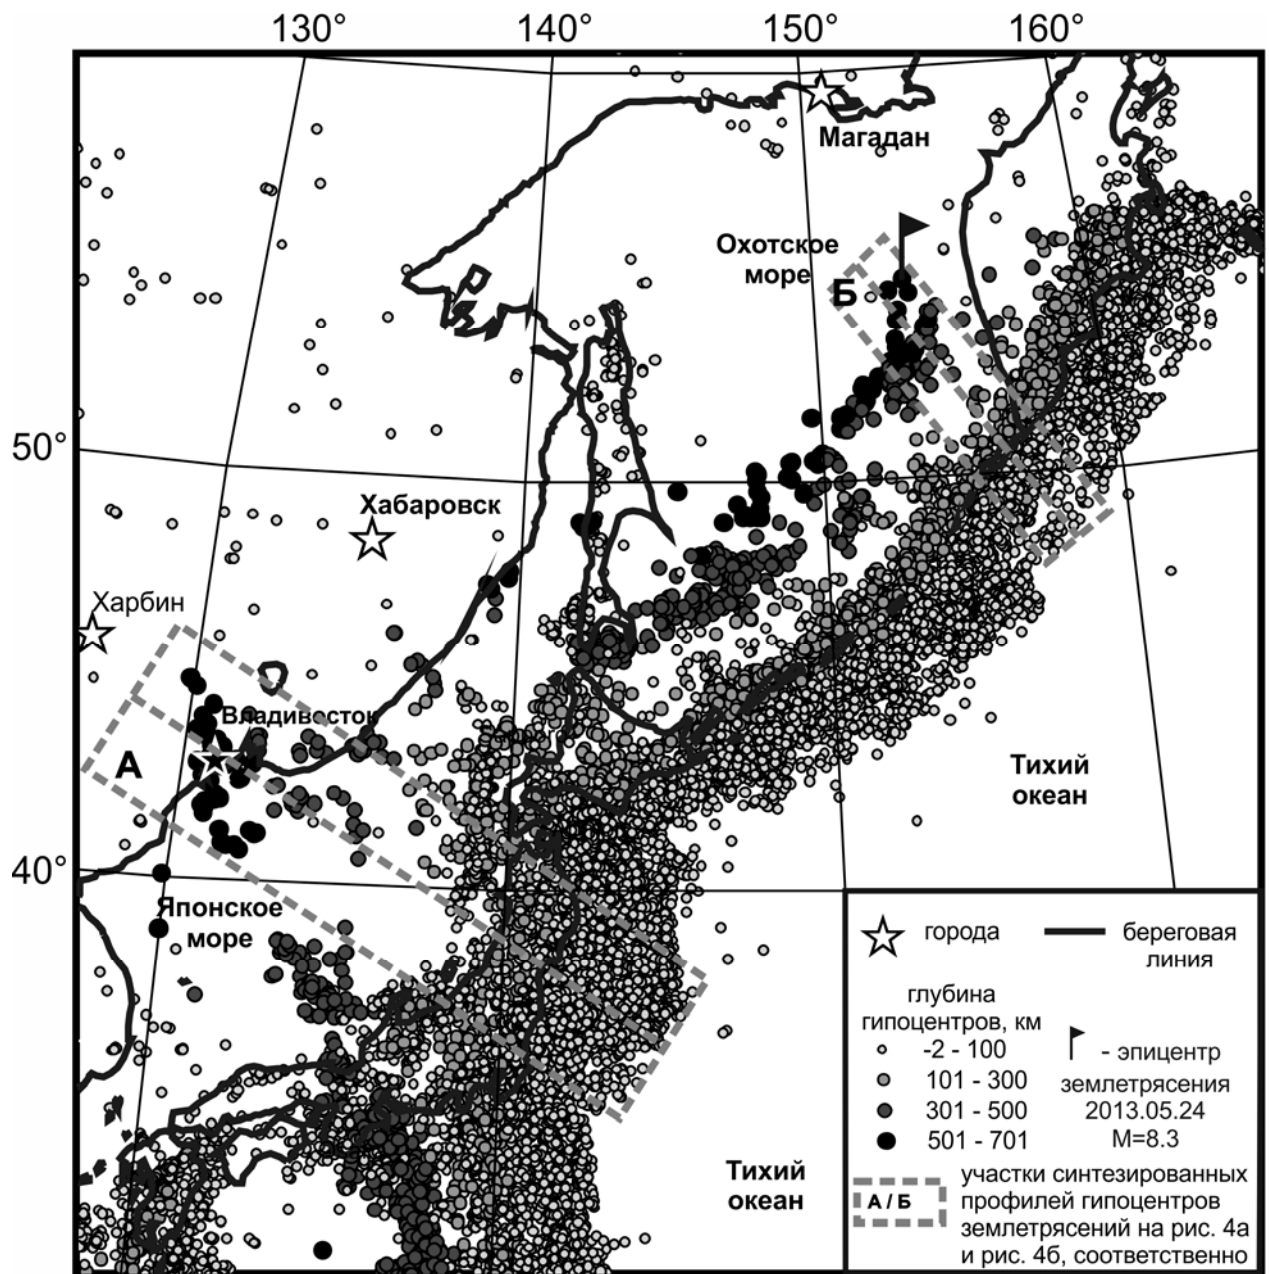 130° 140° 150° 160°
Магадан
Охотское
море
Б
50°
Хабаровск
Харбин
Владивосток
А
Тихий
океан
40°
Японское
море
Тихий
океан
города
береговая
линия
глубина
гипоцентров, км
-2 - 100
101 - 300
301 - 500
501 - 701
- эпицентр
землетрясения
2013.05.24
М=8.3
А / Б
участки синтезированных
профилей гипоцентров
землетрясений на рис. 4а
и рис. 4б, соответственно